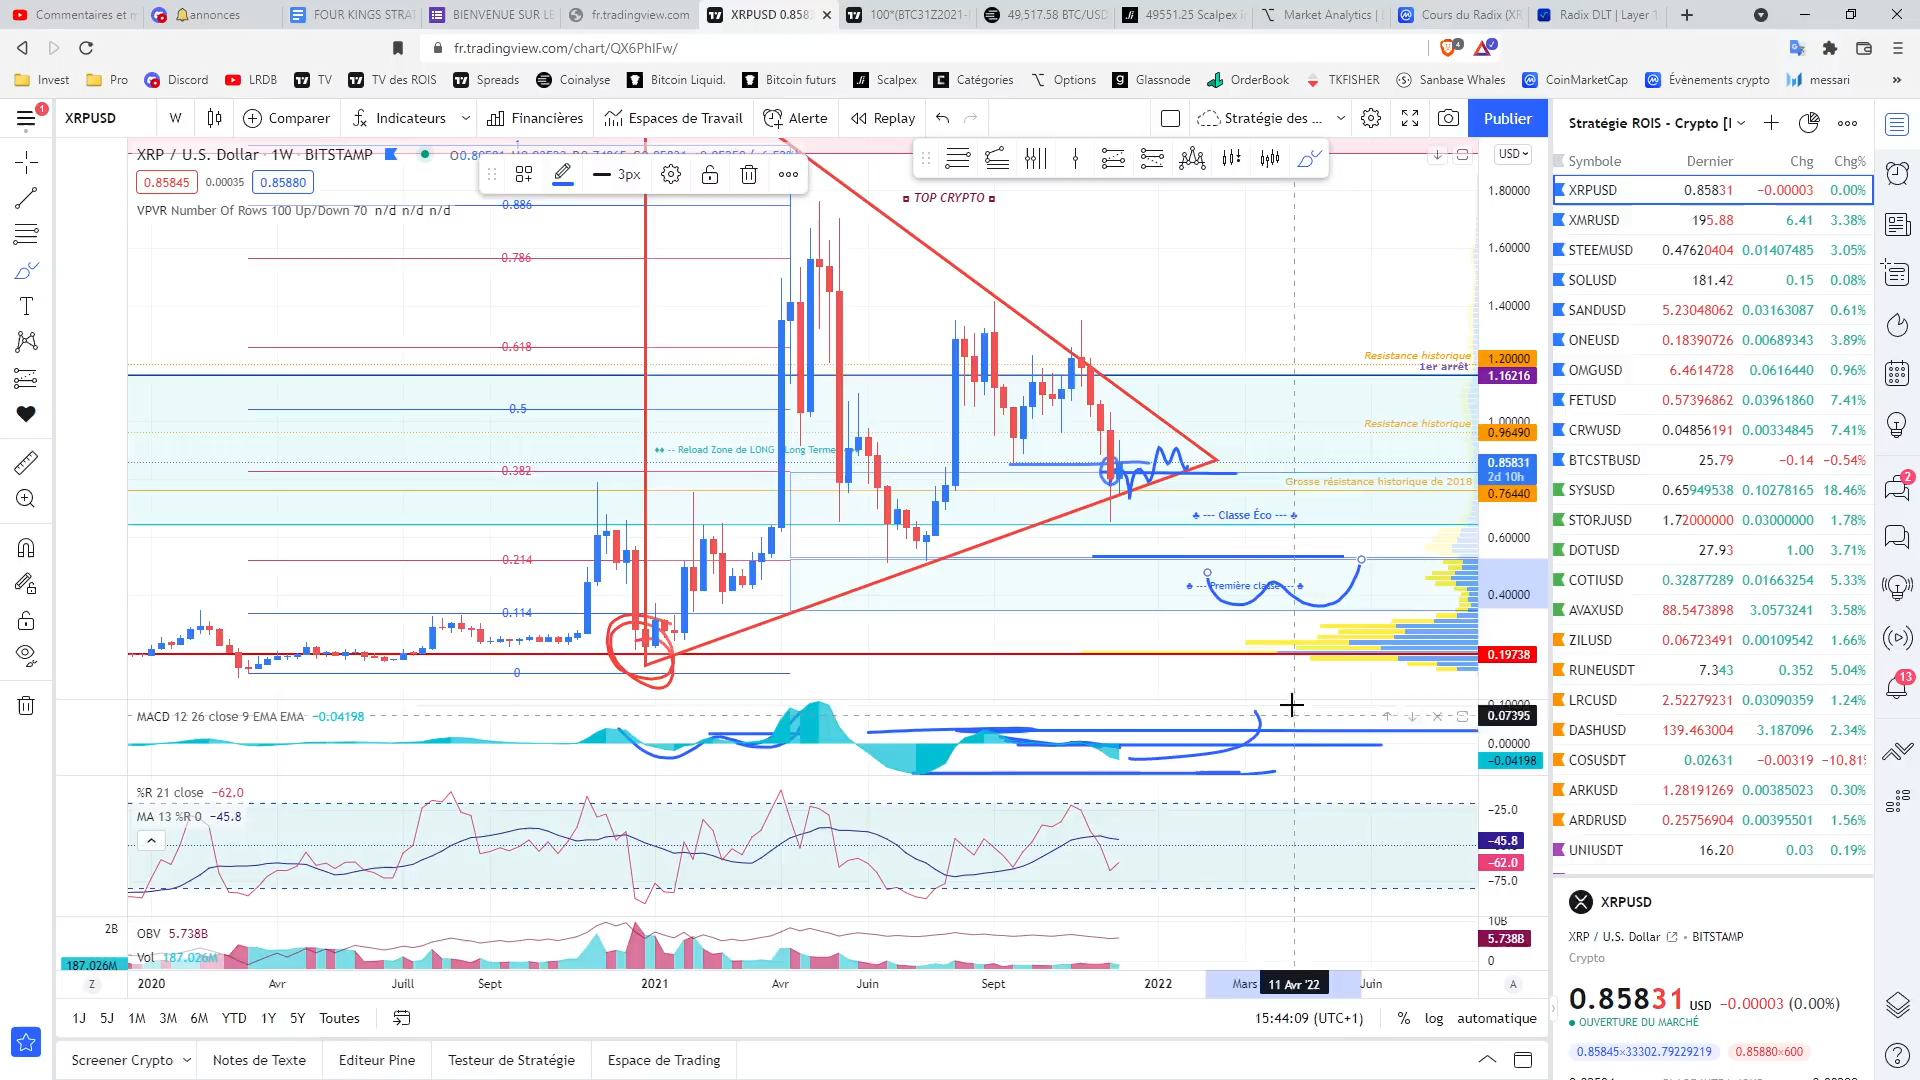 Commentaires et m
annonces
FOUR KINGS STRAT
BIENVENUE SUR LE
fr.tradingview.com
XRPUSD 0.858
100*(BTC31Z2021-
49,517.58 BTC/USD
49551.25 Scalpex i
Market Analytics |
Cours du Radix (XR
Radix DLT | Layer
fr.tradingview.com/chart/QX6PhIFw/
Invest
Pro
Discord
LRDB
TV
TV des ROIS
Spreads
Coinalyse
Bitcoin Liquid.
Bitcoin futurs
Scalpex
Catégories
Options
Glassnode
OrderBook
TKFISHER
Sanbase Whales
CoinMarketCap
Évènements crypto
messari
»
1
XRPUSD
W
Comparer
Indicateurs
Financières
Espaces de Travail
Alerte
Replay
Stratégie des ...
Publier
XRP / U.S. Dollar · 1W · BITSTAMP
0.85845
0.00035
0.85880
VPVR Number Of Rows 100 Up/Down 70 n/d n/d n/d
3px
USD
TOP CRYPTO
1
0.886
0.786
0.618
0.5
0.382
0.214
0.114
0
-- Reload Zone de LONG - Long Terme
Resistance historique
1er arrêt
Resistance historique
Grosse résistance historique de 2018
♣ --- Classe Éco --- ♣
♣ --- Première classe --- ♣
1.80000
1.60000
1.40000
1.20000
1.16216
1.00000
0.96490
0.85831
2d 10h
0.76440
0.60000
0.40000
0.19738
MACD 12 26 close 9 EMA EMA −0.04198
0.07395
0.00000
−0.04198
%R 21 close −62.0
MA 13 %R 0 −45.8
−25.0
−45.8
−62.0
−75.0
2B
OBV 5.738B
Vol 187.026M
187.026M
10B
5.738B
0
Z
2020
Avr
Juill
Sept
2021
Avr
Juin
Sept
2022
Mars
11 Avr '22
Juin
A
1J
5J
1M
3M
6M
YTD
1Y
5Y
Toutes
15:44:09 (UTC+1)
%
log
automatique
Screener Crypto
Notes de Texte
Editeur Pine
Testeur de Stratégie
Espace de Trading
Stratégie ROIS - Crypto [I
Symbole Dernier Chg Chg%
XRPUSD 0.85831 −0.00003 0.00%
XMRUSD 195.88 6.41 3.38%
STEEMUSD 0.47620404 0.01407485 3.05%
SOLUSD 181.42 0.15 0.08%
SANDUSD 5.23048062 0.03163087 0.61%
ONEUSD 0.18390726 0.00689343 3.89%
OMGUSD 6.4614728 0.0616440 0.96%
FETUSD 0.57396862 0.03961860 7.41%
CRWUSD 0.04856191 0.00334845 7.41%
BTCSTBUSD 25.79 −0.14 −0.54%
SYSUSD 0.65949538 0.10278165 18.46%
STORJUSD 1.72000000 0.03000000 1.78%
DOTUSD 27.93 1.00 3.71%
COTIUSD 0.32877289 0.01663254 5.33%
AVAXUSD 88.5473898 3.0573241 3.58%
ZILUSD 0.06723491 0.00109542 1.66%
RUNEUSDT 7.343 0.352 5.04%
LRCUSD 2.52279231 0.03090359 1.24%
DASHUSD 139.463004 3.187096 2.34%
COSUSDT 0.02631 −0.00319 −10.81%
ARKUSD 1.28191269 0.00385023 0.30%
ARDRUSD 0.25756904 0.00395501 1.56%
UNIUSDT 16.20 0.03 0.19%
XRPUSD
XRP / U.S. Dollar • BITSTAMP
Crypto
0.85831 USD −0.00003 (0.00%)
OUVERTURE DU MARCHÉ
0.85845×33302.79229219
0.85880×600
2
13